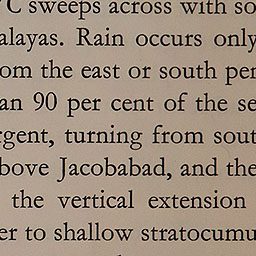 C sweeps across with so
alayas. Rain occurs only
om the east or south per
an 90 per cent of the se
rgent, turning from sout
bove Jacobabad, and the
the vertical extension
er to shallow stratocumu